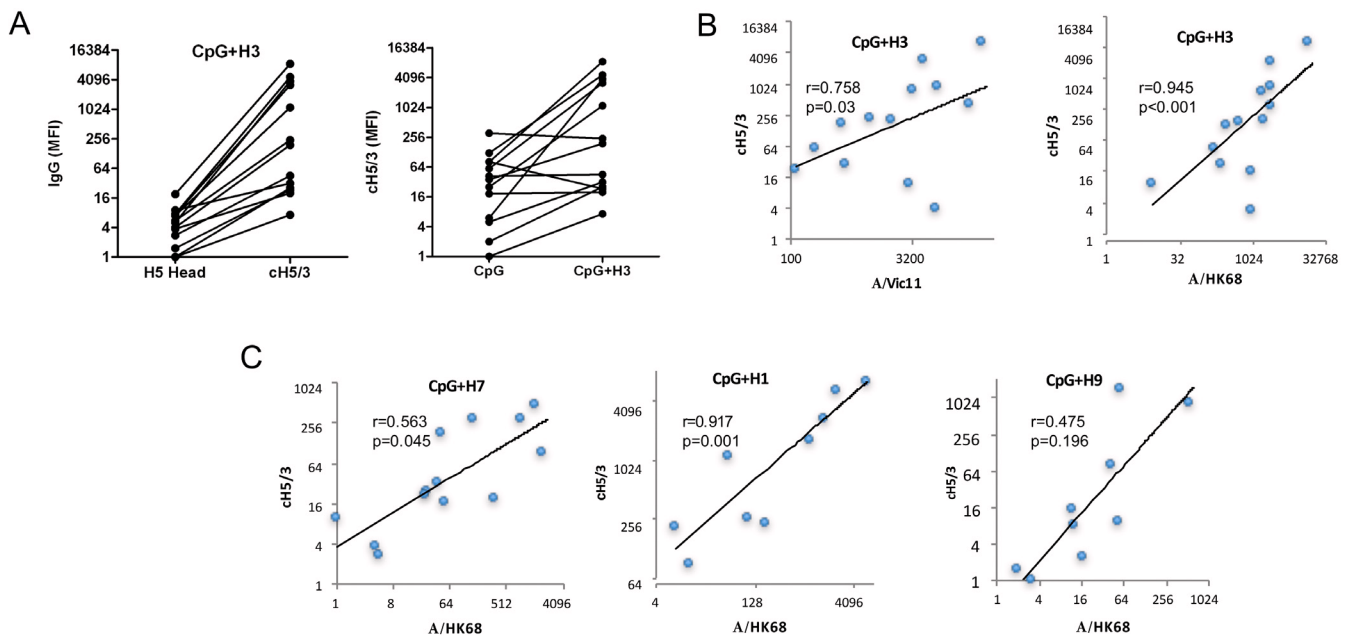 A
CpG+H3
16384
4096
1024
256
64
16
4
1
IgG (MFI)
H5 Head
cH5/3
16384
4096
1024
256
64
16
4
1
cH5/3 (MFI)
CpG
CpG+H3
B
CpG+H3
16384
4096
1024
256
64
16
4
1
cH5/3
r=0.758
p=0.03
100
3200
A/Vic11
CpG+H3
16384
4096
1024
256
64
16
4
1
cH5/3
r=0.945
p<0.001
1
32
1024
32768
A/HK68
C
CpG+H7
1024
256
64
16
4
1
cH5/3
r=0.563
p=0.045
1
8
64
512
4096
A/HK68
CpG+H1
4096
1024
256
64
cH5/3
r=0.917
p=0.001
4
128
4096
A/HK68
CpG+H9
1024
256
64
16
4
1
cH5/3
r=0.475
p=0.196
1
4
16
64
256
1024
A/HK68